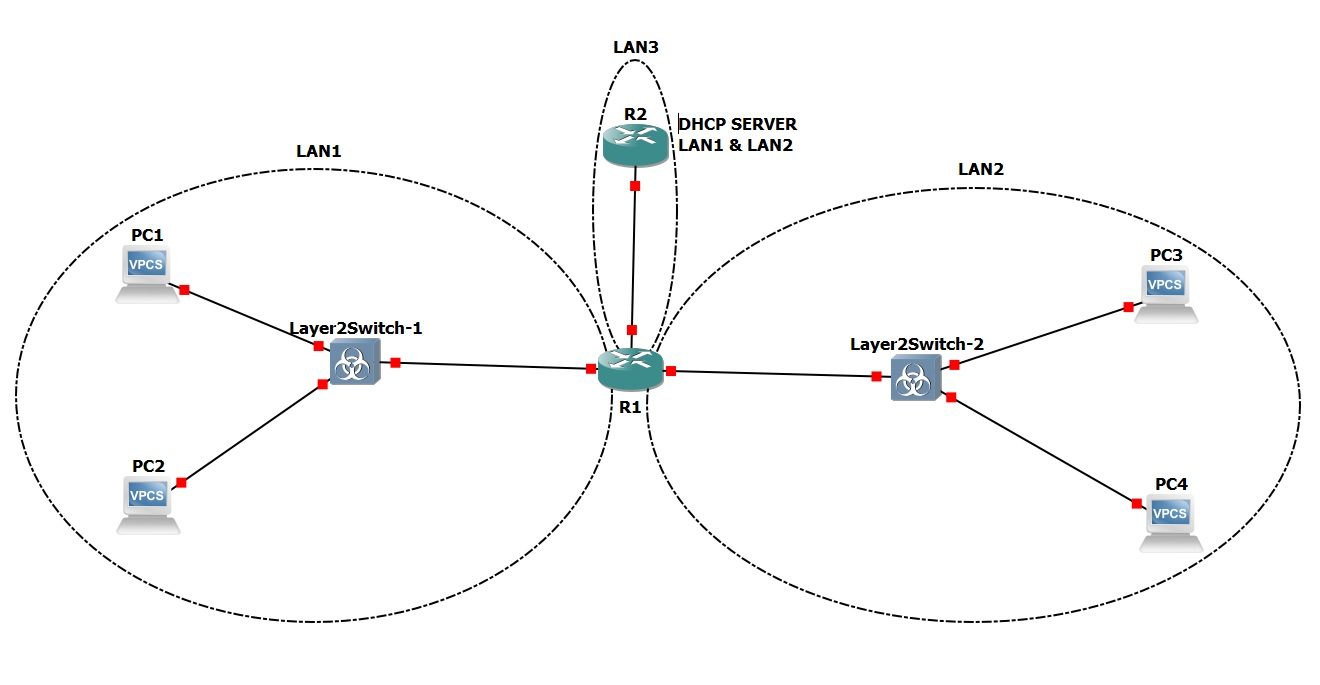 LAN3
R2
DHCP SERVER
LAN1 & LAN2
LAN1
LAN2
PC1
VPCS
PC3
VPCS
Layer2Switch-1
Layer2Switch-2
R1
PC2
VPCS
PC4
VPCS